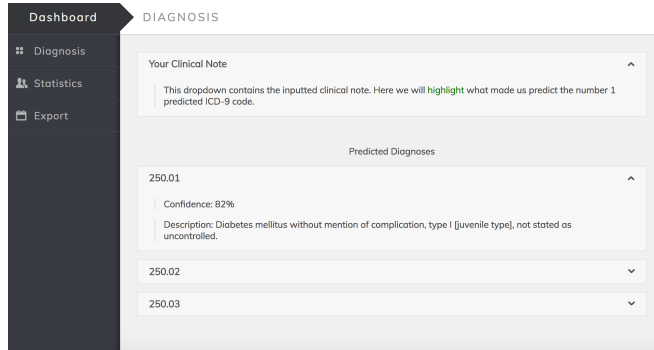 Dashboard
DIAGNOSIS
Diagnosis
Statistics
Export
Your Clinical Note
This dropdown contains the inputted clinical note. Here we will highlight what made us predict the number 1
predicted ICD-9 code.
Predicted Diagnoses
250.01
Confidence: 82%
Description: Diabetes mellitus without mention of complication, type I [juvenile type], not stated as
uncontrolled.
250.02
250.03